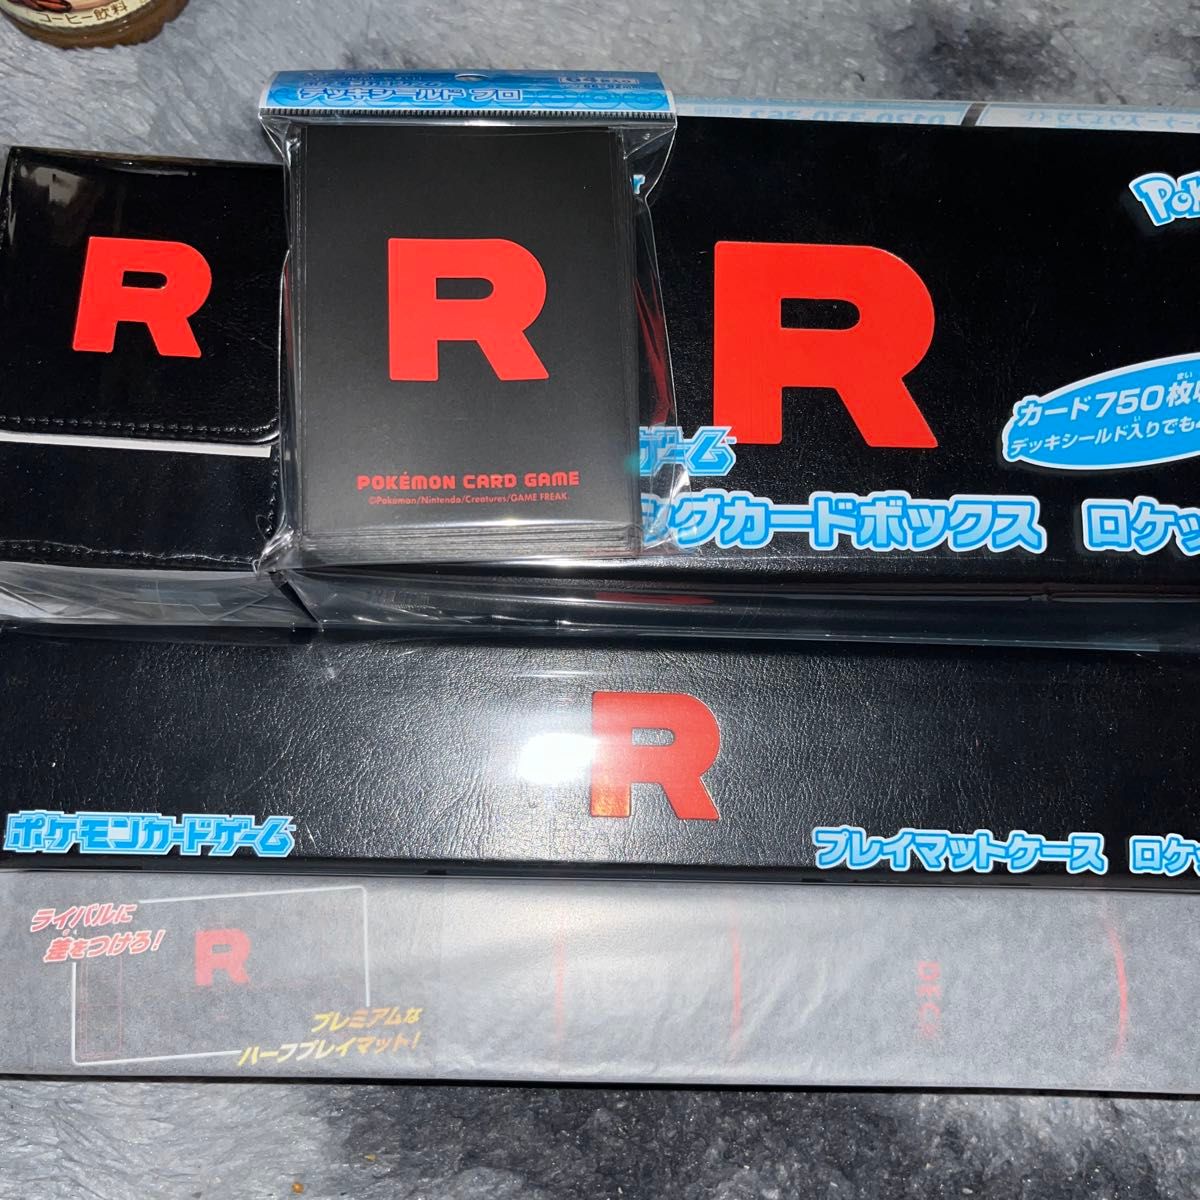 コーヒー飲料
デッキシールド プロ
64
R
R
R
R
R
POKÉMON CARD GAME
©Pokémon/Nintendo/Creatures/GAME FREAK.
カード750枚
まい
デッキシールド入りでも
ゲーム
ングカードボックス ロケッ
ポケモンカードゲーム
プレイマットケース ロケッ
ライバルに
差をつけろ!
プレミアムな
ハーフプレイマット!
DECK